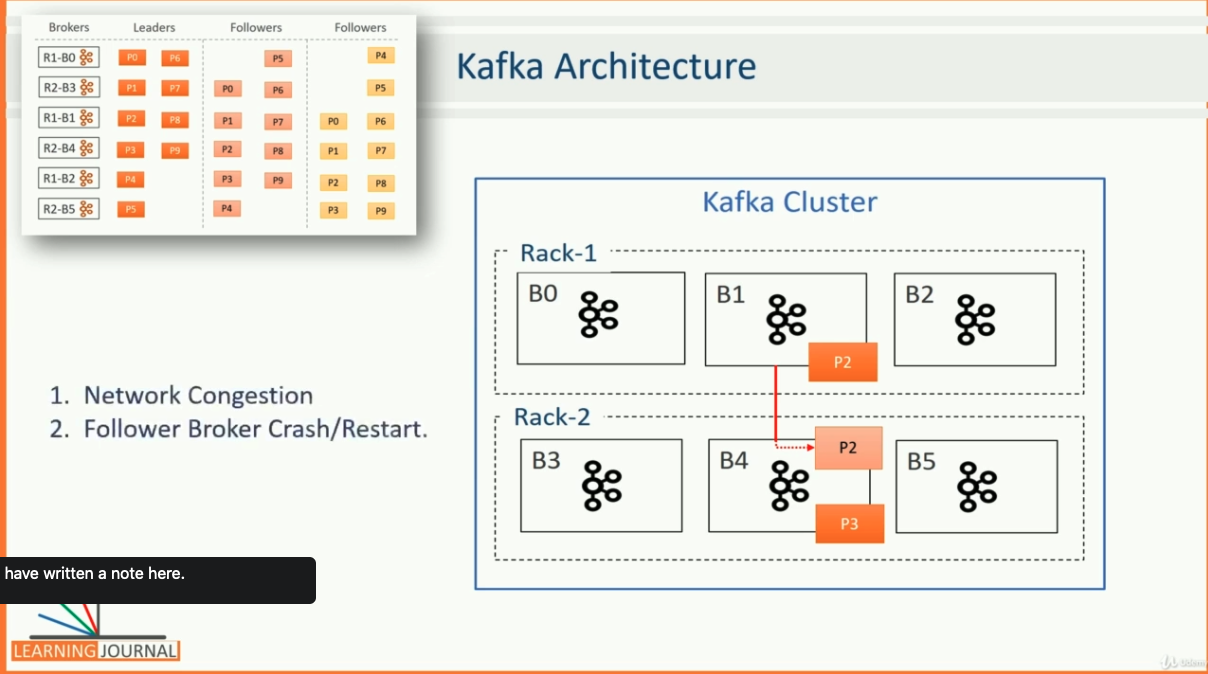 Brokers Leaders Followers Followers
R1-B0 P0 P6 P5 P4
R2-B3 P1 P7 P0 P6 P5
R1-B1 P2 P8 P1 P7 P0 P6
R2-B4 P3 P9 P2 P8 P1 P7
R1-B2 P4 P3 P9 P2 P8
R2-B5 P5 P4 P3 P9
Kafka Architecture
1. Network Congestion
2. Follower Broker Crash/Restart.
Kafka Cluster
Rack-1
B0 B1 B2
P2
Rack-2
B3 B4 P2 B5
P3
have written a note here.
LEARNING JOURNAL
Udemy